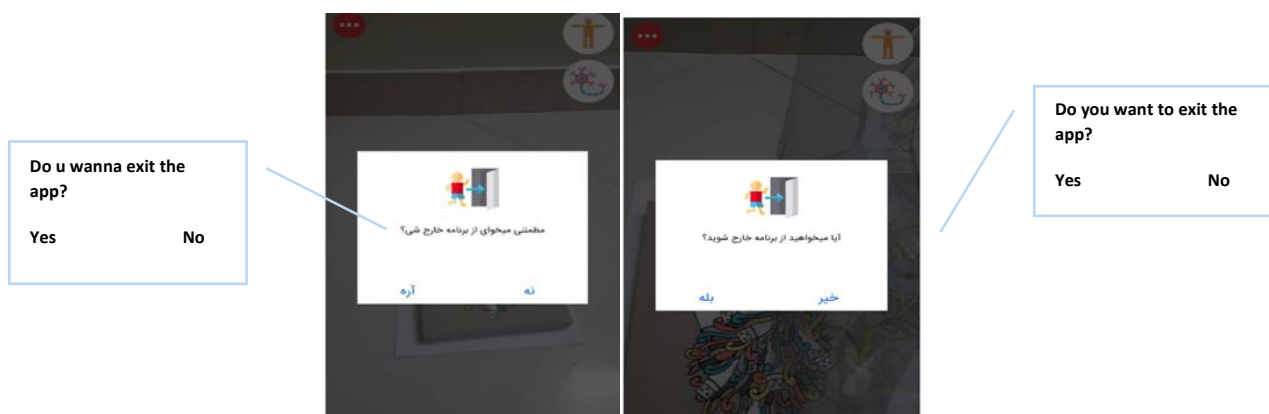 Do u wanna exit the
app?
Yes No
مطمئنی میخوای از برنامه خارج شی؟
آره نه
آیا میخواهید از برنامه خارج شوید؟
بله خیر
Do you want to exit the
app?
Yes No